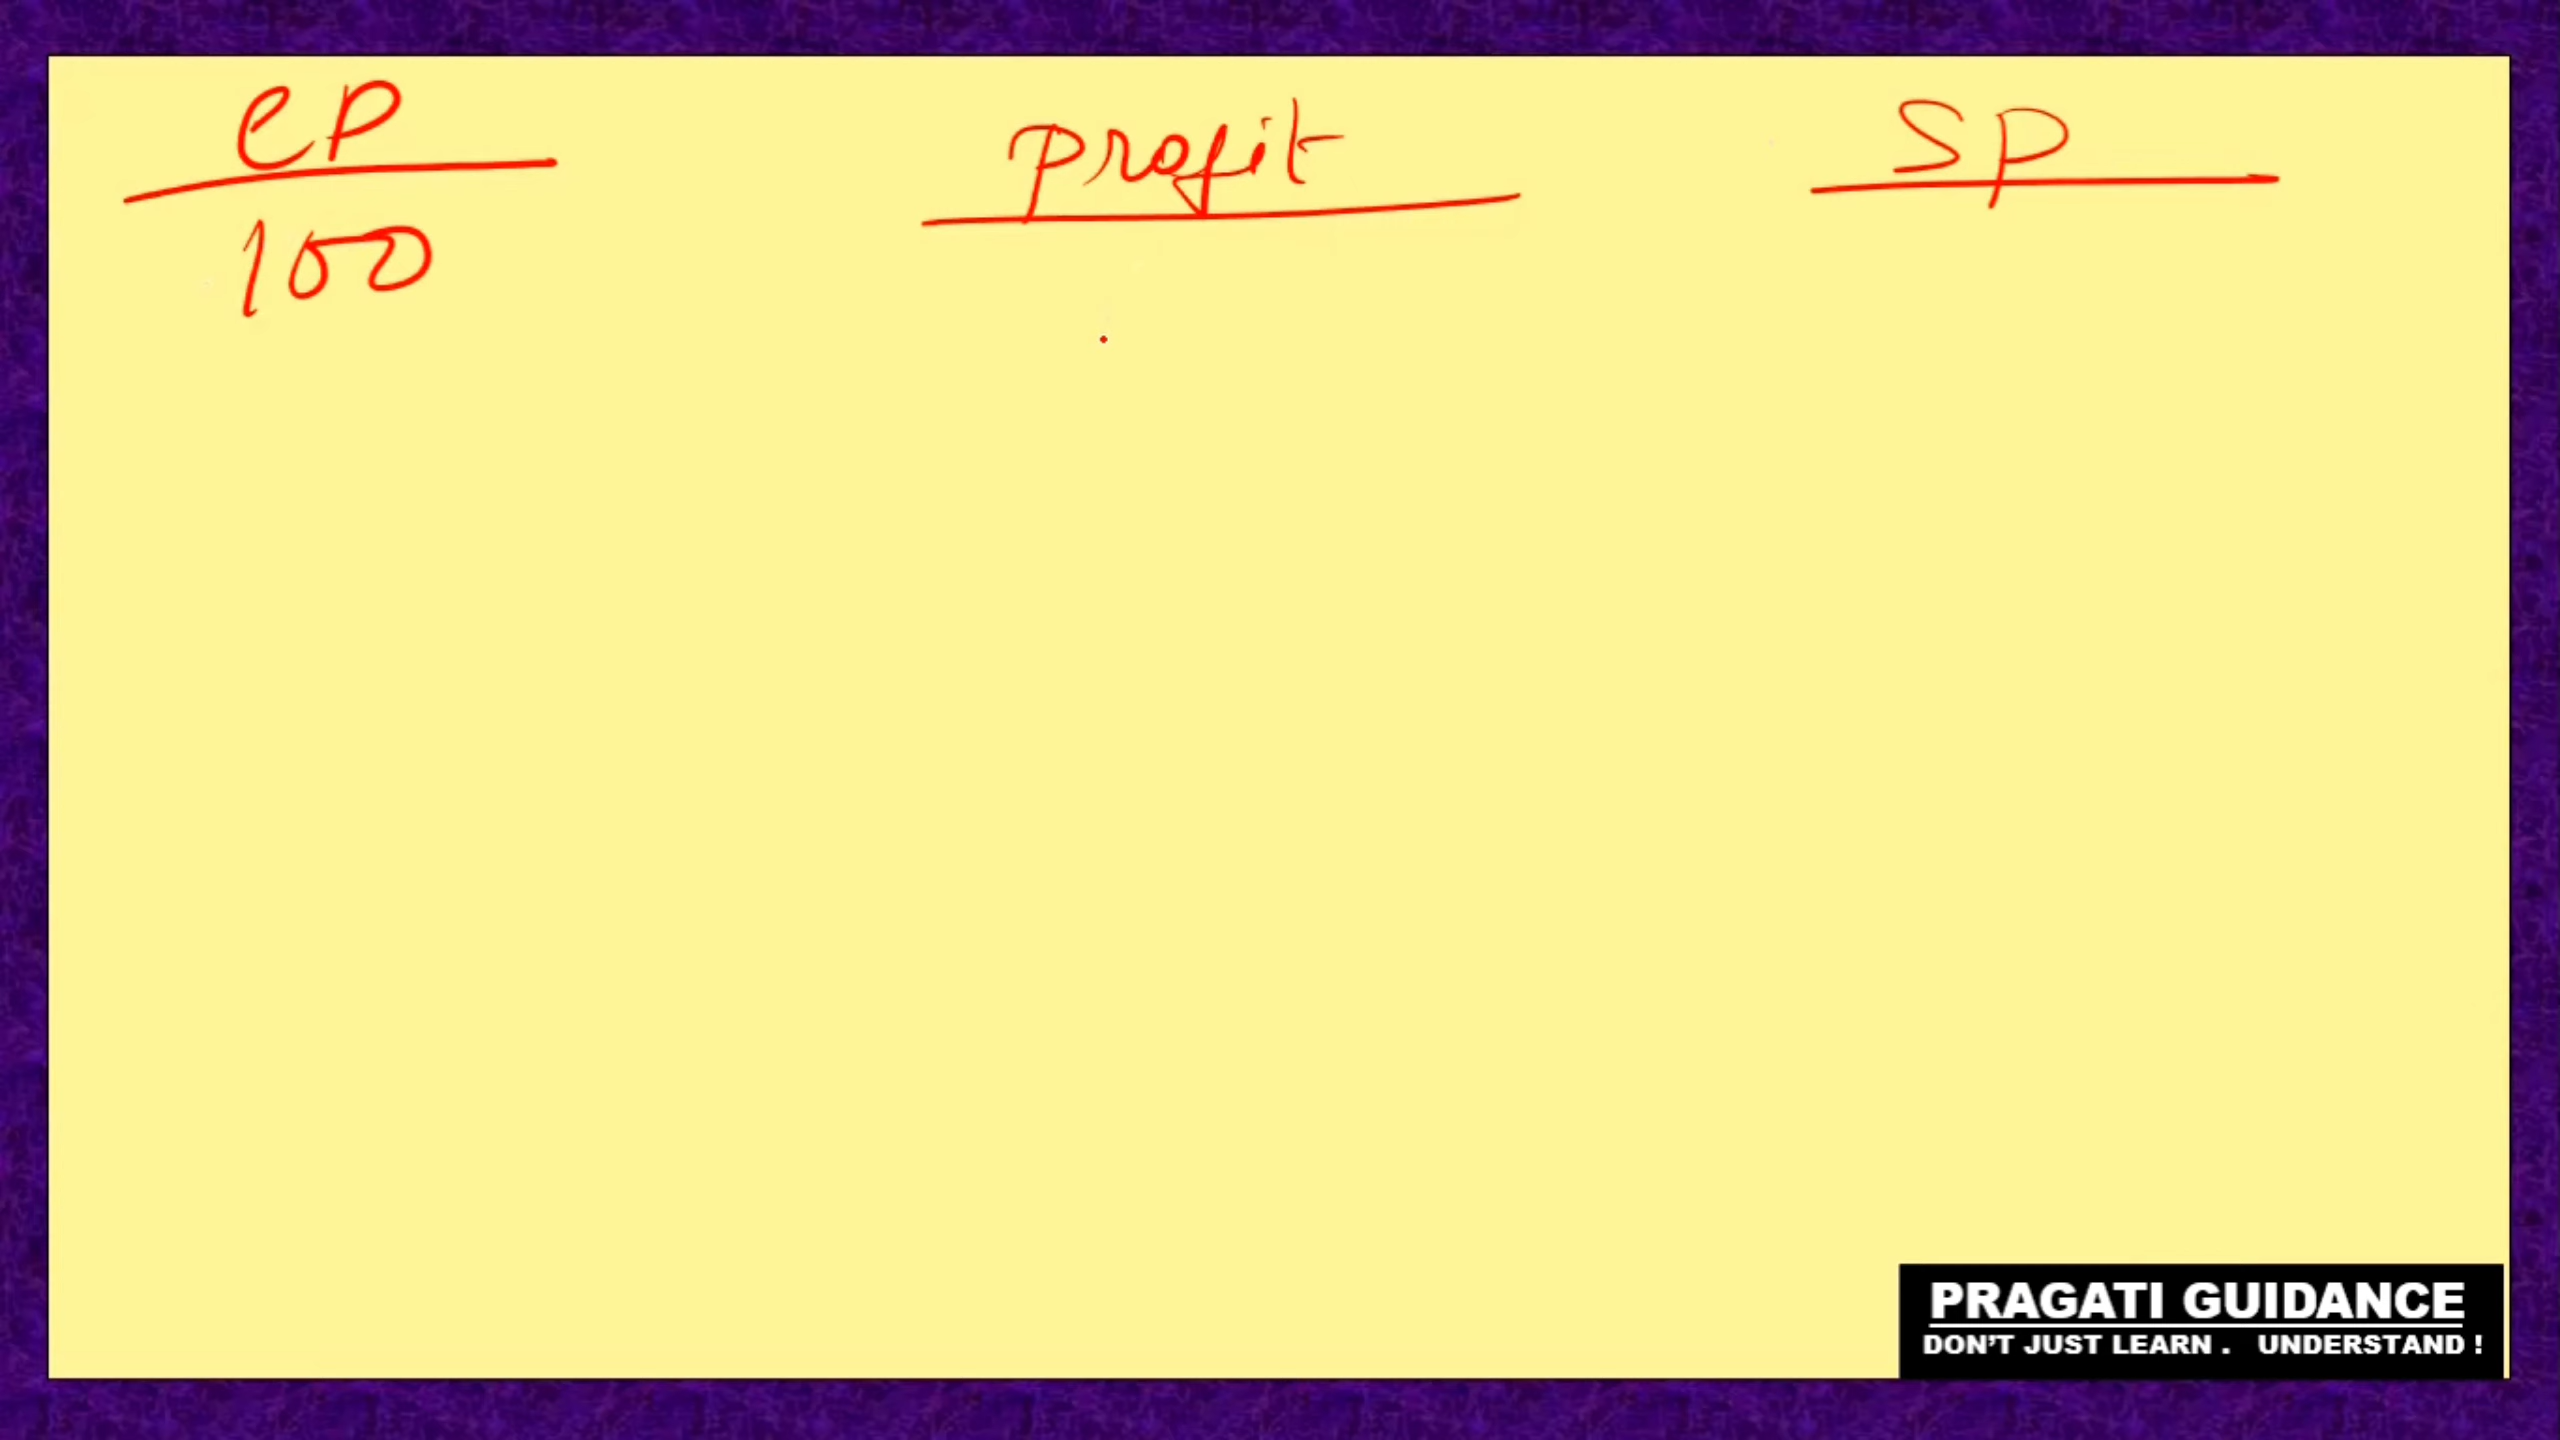 CP
profit
SP
100
PRAGATI GUIDANCE
DON'T JUST LEARN . UNDERSTAND !